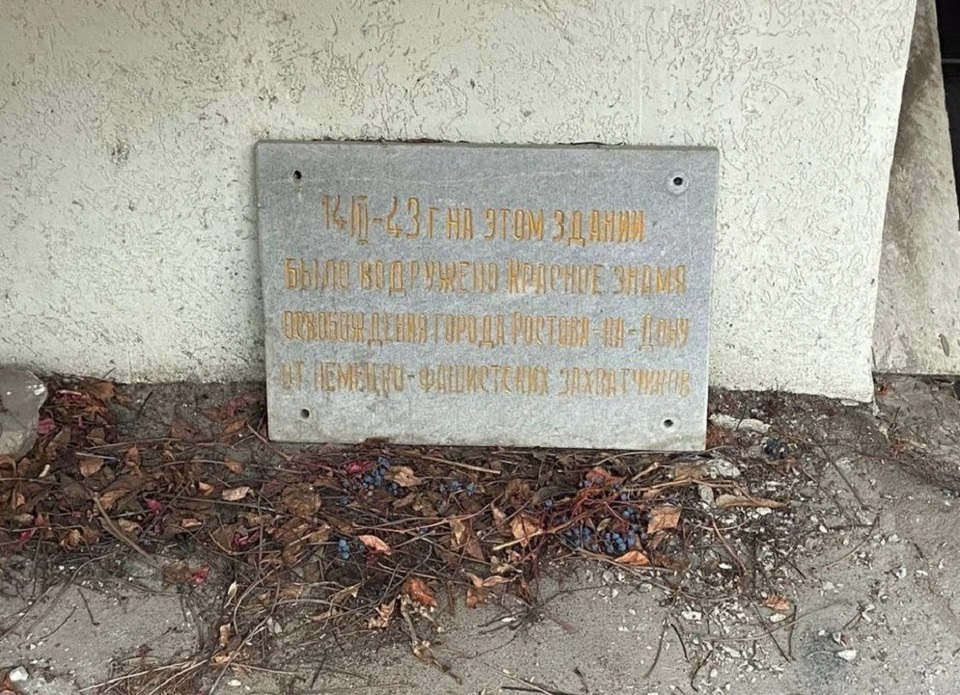 14/II-43 г на этом здании
было водружено Красное знамя
освобождения города Ростова-на-Дону
от немецко-фашистских захватчиков